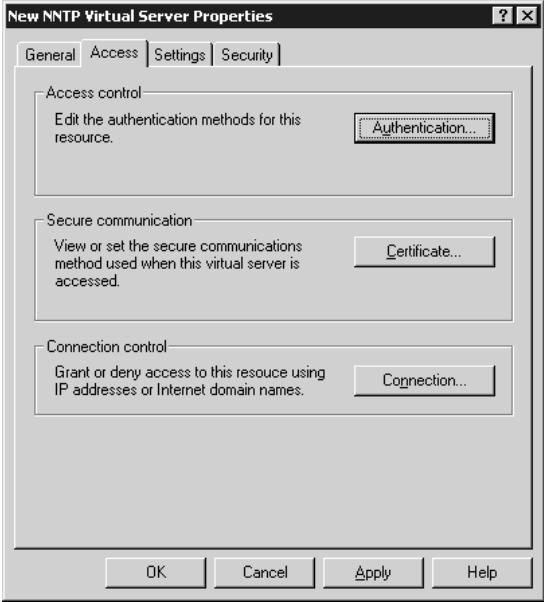 New NNTP Virtual Server Properties
General Access Settings Security
Access control
Edit the authentication methods for this
resource.
Authentication...
Secure communication
View or set the secure communications
method used when this virtual server is
accessed.
Certificate...
Connection control
Grant or deny access to this resouce using
IP addresses or Internet domain names.
Connection...
OK Cancel Apply Help